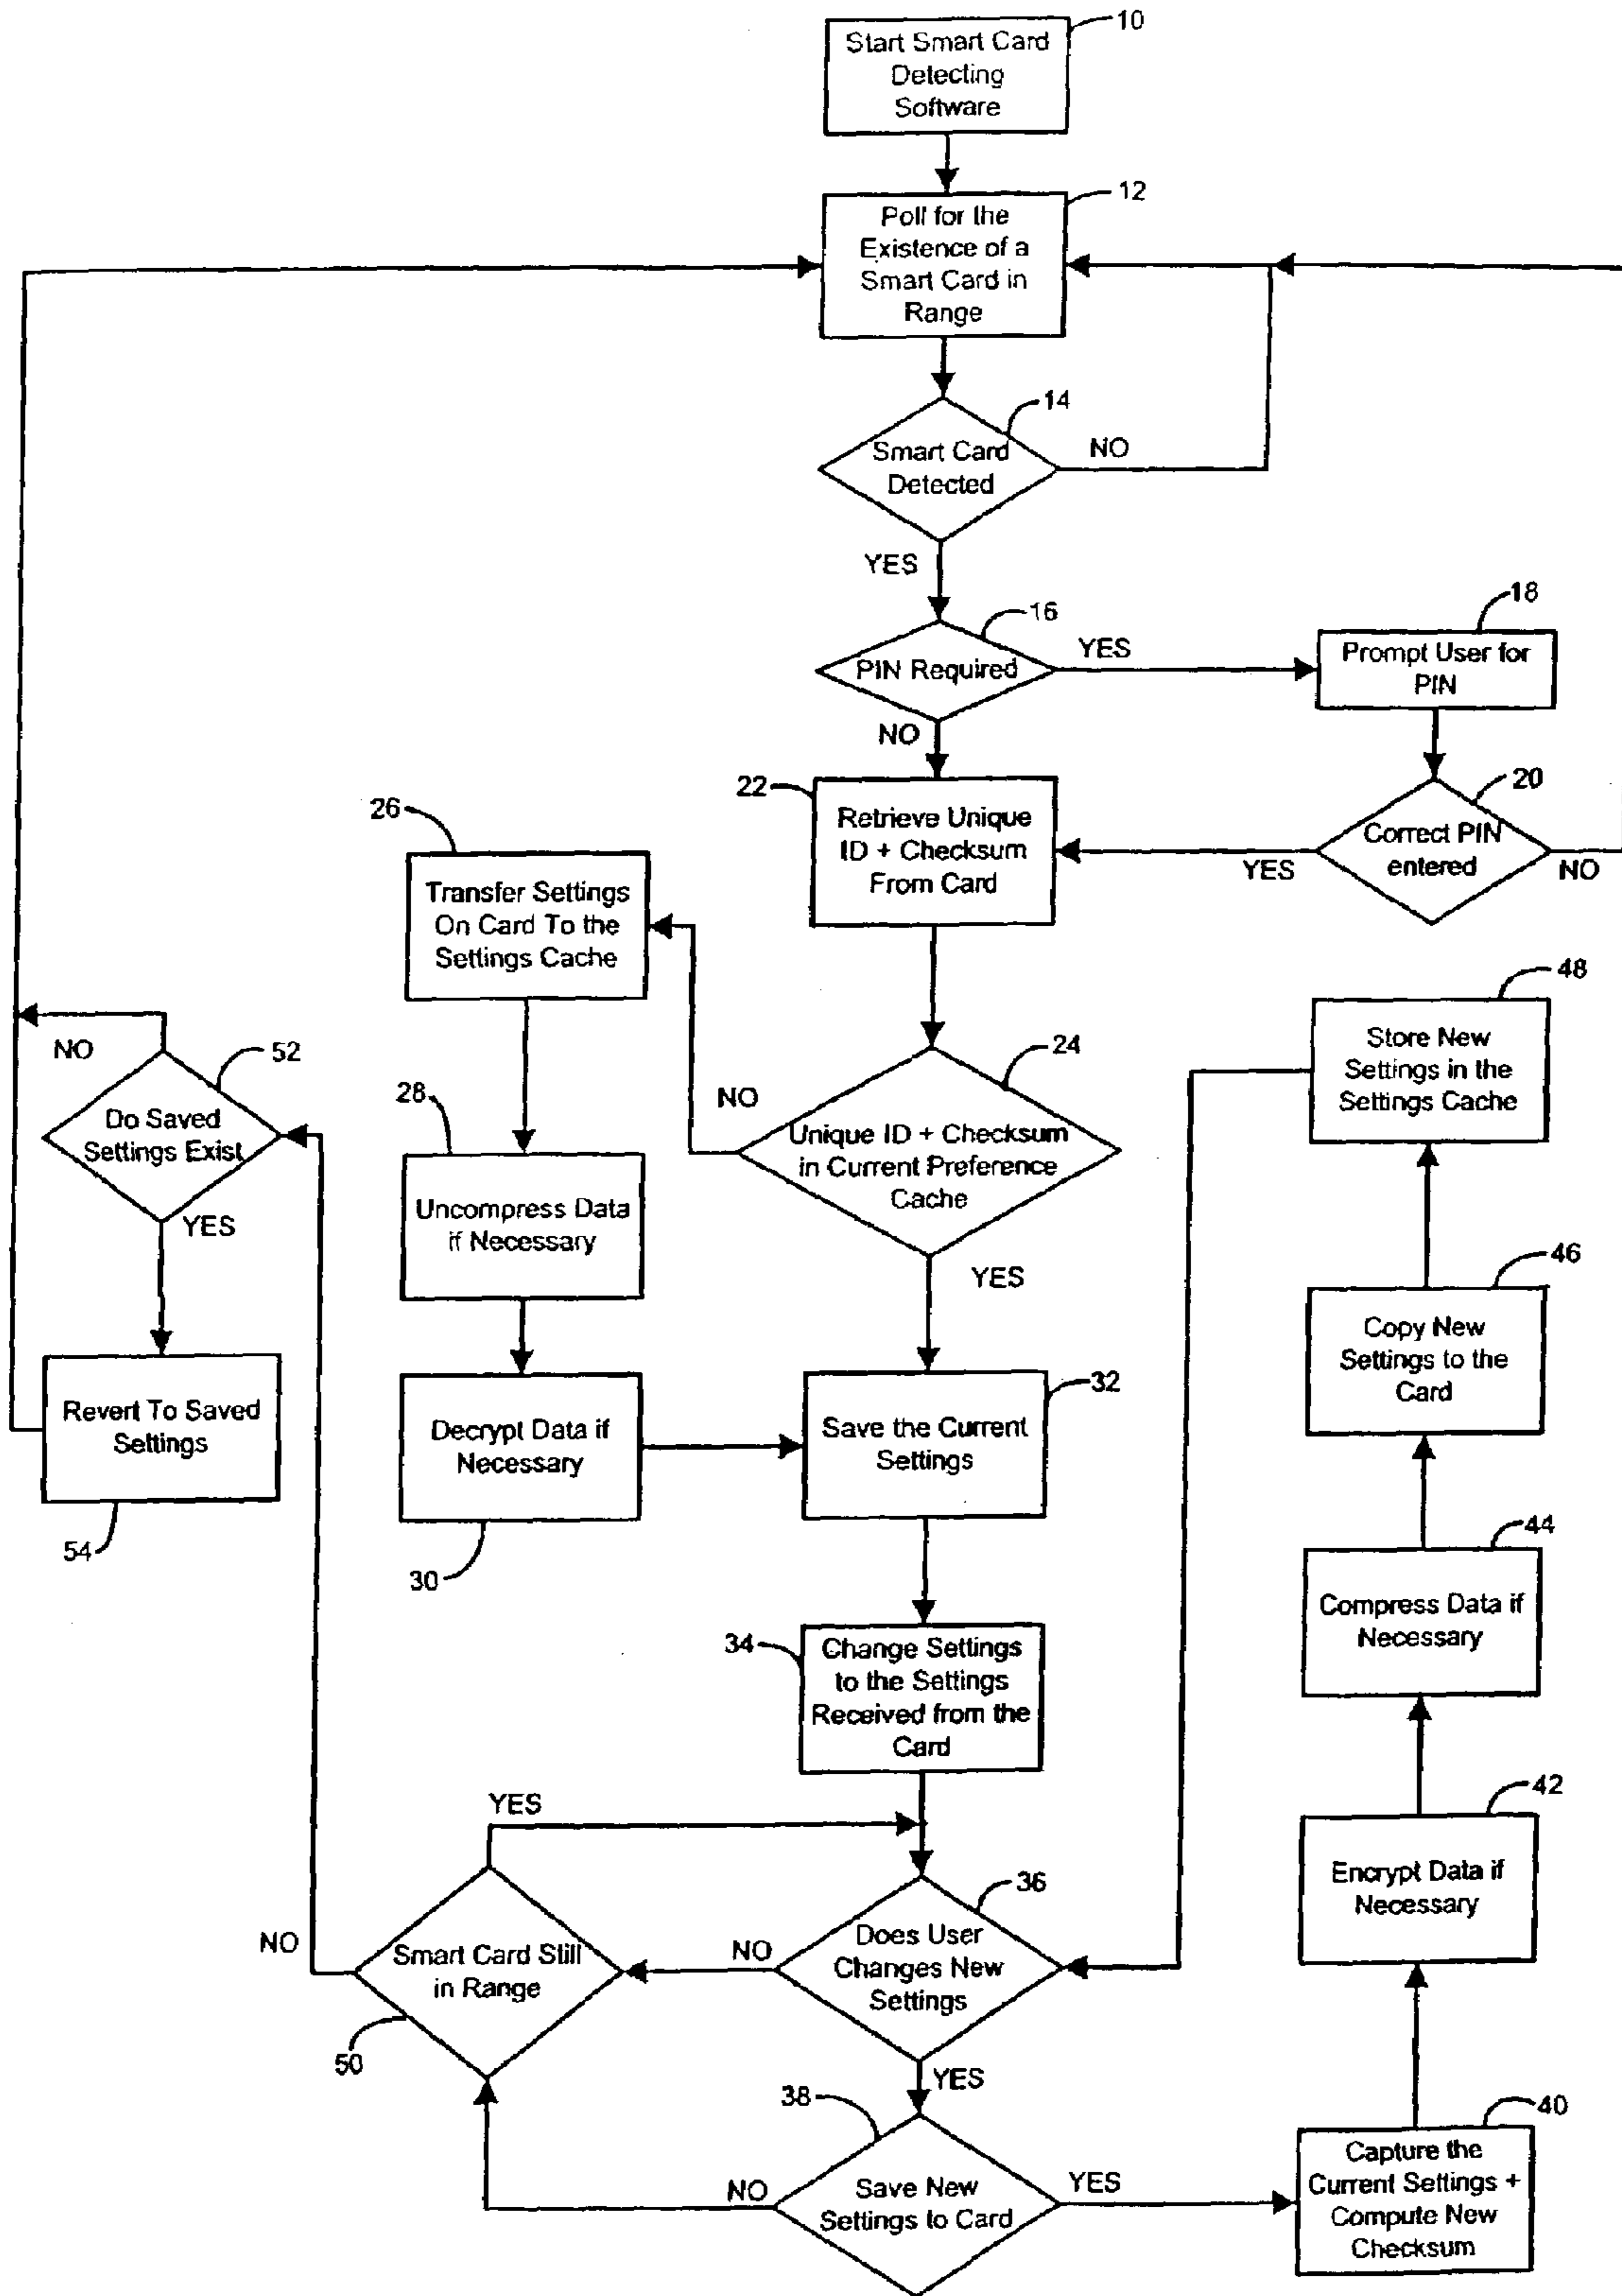 10
Start Smart Card
Detecting
Software
12
Poll for the
Existence of a
Smart Card in
Range
14
Smart Card
Detected
NO
YES
16
PIN Required
YES
NO
18
Prompt User for
PIN
20
Correct PIN
entered
YES
NO
22
Retrieve Unique
ID + Checksum
From Card
26
Transfer Settings
On Card To the
Settings Cache
24
Unique ID + Checksum
in Current Preference
Cache
NO
YES
28
Uncompress Data
if Necessary
Decrypt Data if
Necessary
30
32
Save the Current
Settings
34
Change Settings
to the Settings
Received from the
Card
36
Does User
Changes New
Settings
NO
YES
38
Save New
Settings to Card
NO
YES
40
Capture the
Current Settings +
Compute New
Checksum
42
Encrypt Data if
Necessary
44
Compress Data if
Necessary
46
Copy New
Settings to the
Card
48
Store New
Settings in the
Settings Cache
YES
Smart Card Still
in Range
NO
50
52
Do Saved
Settings Exist
NO
YES
Revert To Saved
Settings
54